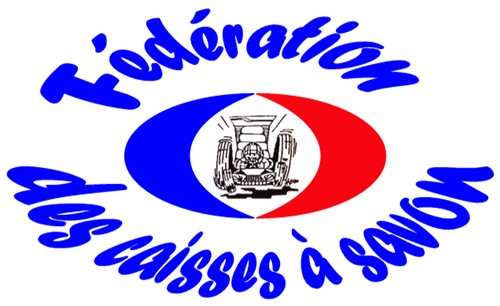 Fédération
des caisses à savon